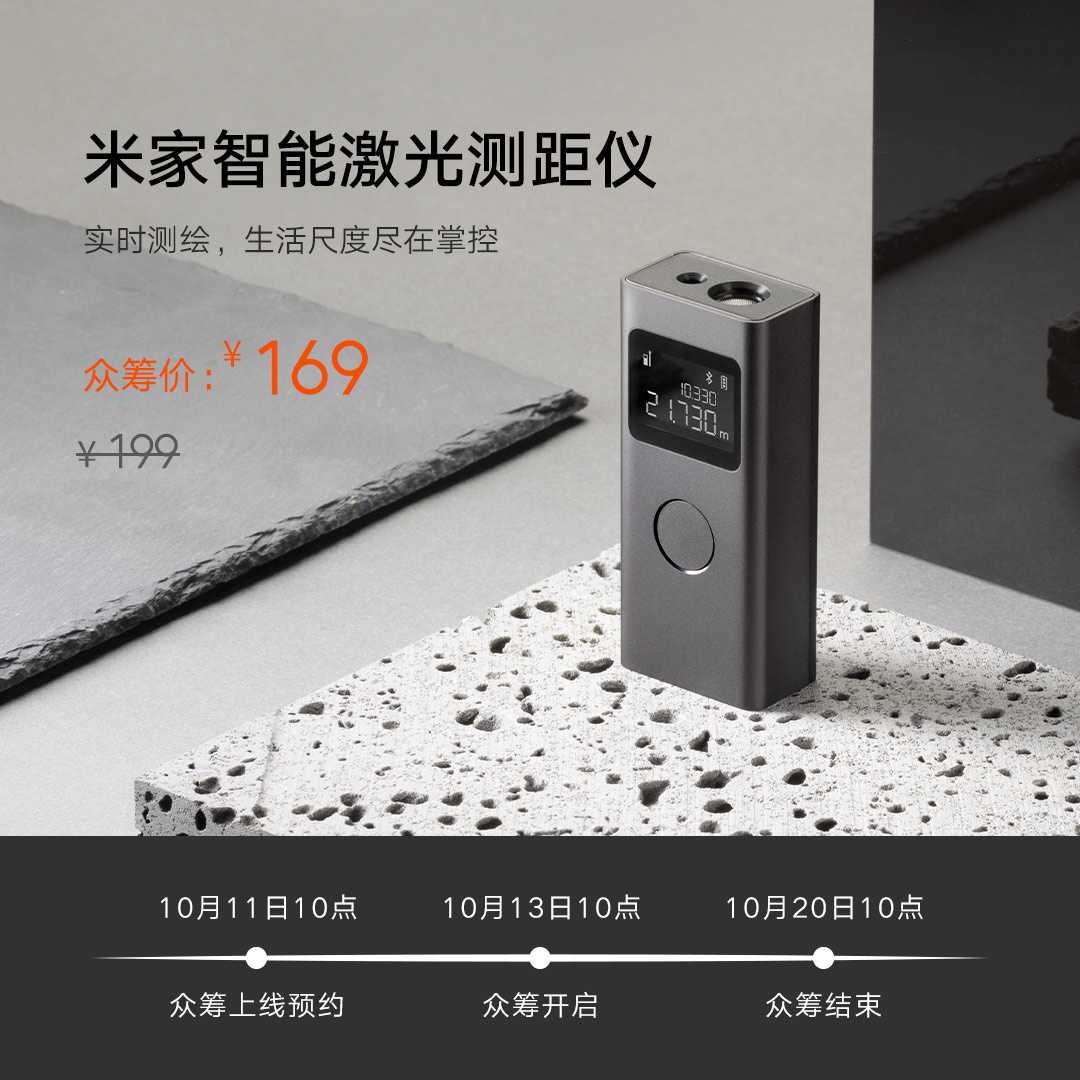 米家智能激光测距仪
实时测绘，生活尺度尽在掌控
众筹价：¥169
¥199
10.330
21.730m
10月11日10点
10月13日10点
10月20日10点
众筹上线预约
众筹开启
众筹结束